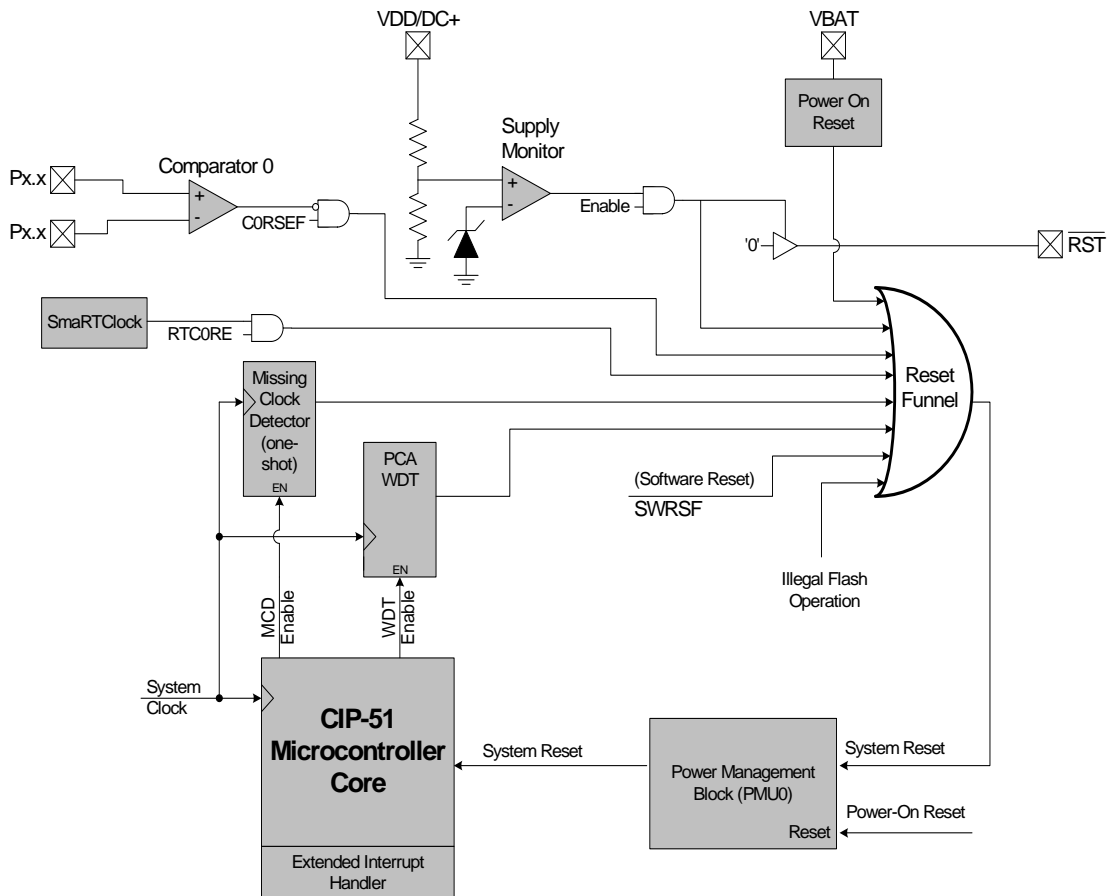 VDD/DC+
VBAT
Power On
Reset
Supply
Monitor
Comparator 0
Px.x
+
-
Px.x
C0RSEF
+
-
Enable
'0'
RST
SmaRTClock
RTC0RE
Missing
Clock
Detector
(one-
shot)
EN
PCA
WDT
EN
Reset
Funnel
(Software Reset)
SWRSF
Illegal Flash
Operation
MCD
Enable
WDT
Enable
System
Clock
CIP-51
Microcontroller
Core
Extended Interrupt
Handler
System Reset
Power Management
Block (PMU0)
Reset
System Reset
Power-On Reset